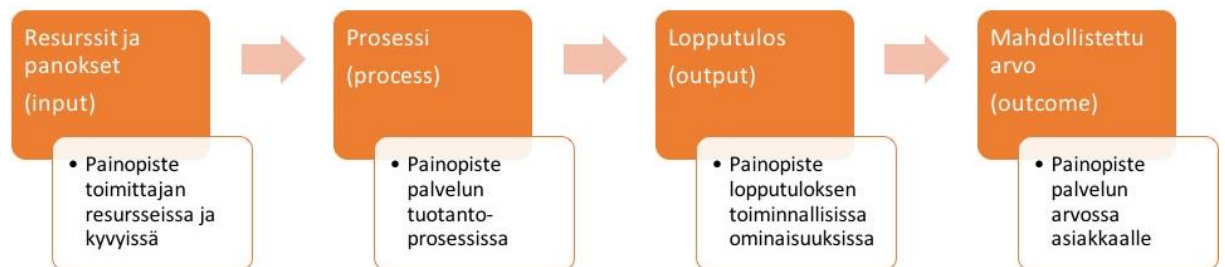 Resurssit ja
panokset
(input)
• Painopiste
toimittajan
resursseissa ja
kyvyissä
Prosessi
(process)
• Painopiste
palvelun
tuotanto-
prosessissa
Lopputulos
(output)
• Painopiste
lopputuloksen
toiminnallisissa
ominaisuuksissa
Mahdollistettu
arvo
(outcome)
• Painopiste
palvelun
arvossa
asiakkaalle